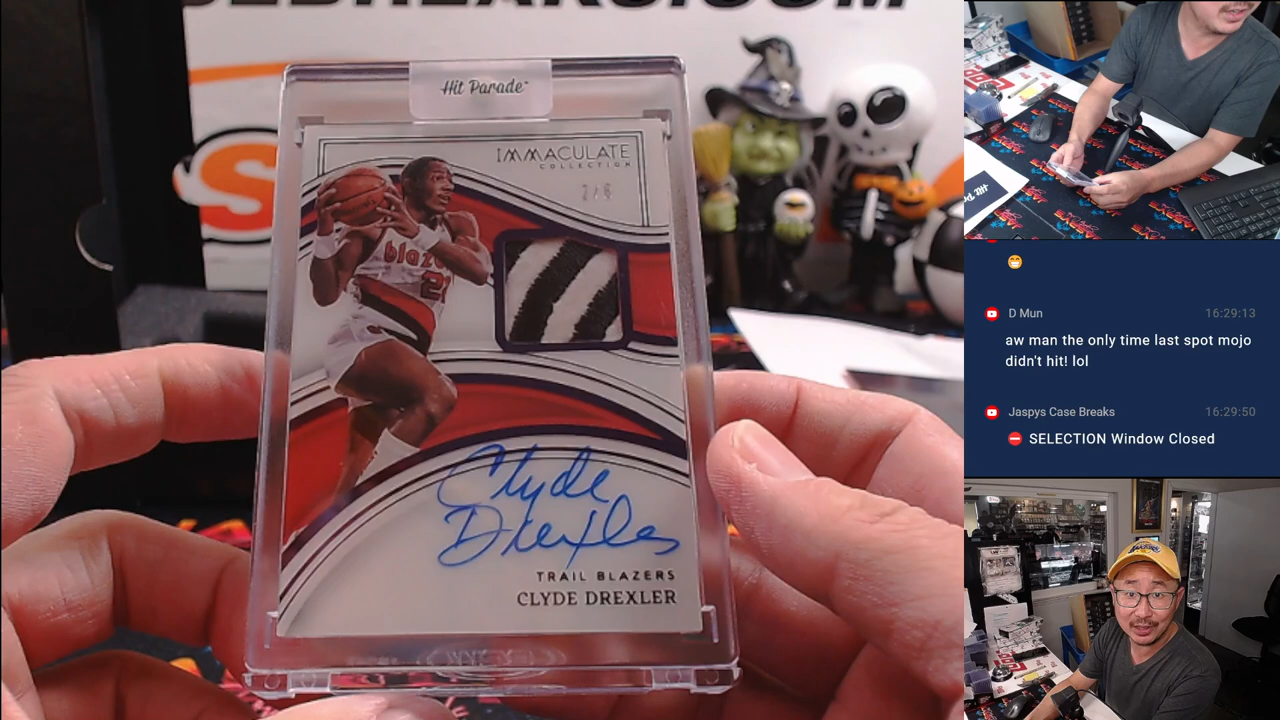 Hit Parade
IMMACULATE
COLLECTION
blaze
Clyde
Drexler
TRAIL BLAZERS
CLYDE DREXLER
D Mun 16:29:13
aw man the only time last spot mojo
didn't hit! lol
Jaspys Case Breaks 16:29:50
SELECTION Window Closed